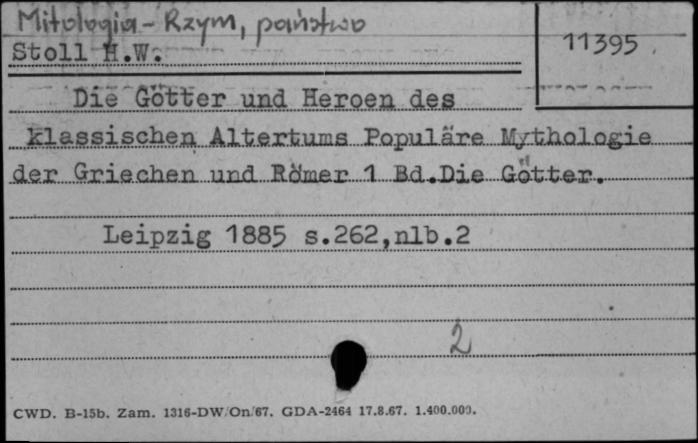 Mitologia - Rzym, państwo
Stoll H.W.
11395
Die Götter und Heroen des
klassischen Altertums Populäre Mythologie
der Griechen und Römer 1 Bd.Die Götter.
Leipzig 1885 s.262,nlb.2
2
CWD. B-15b. Zam. 1316-DW/On/67. GDA-2464 17.8.67. 1.400.000.